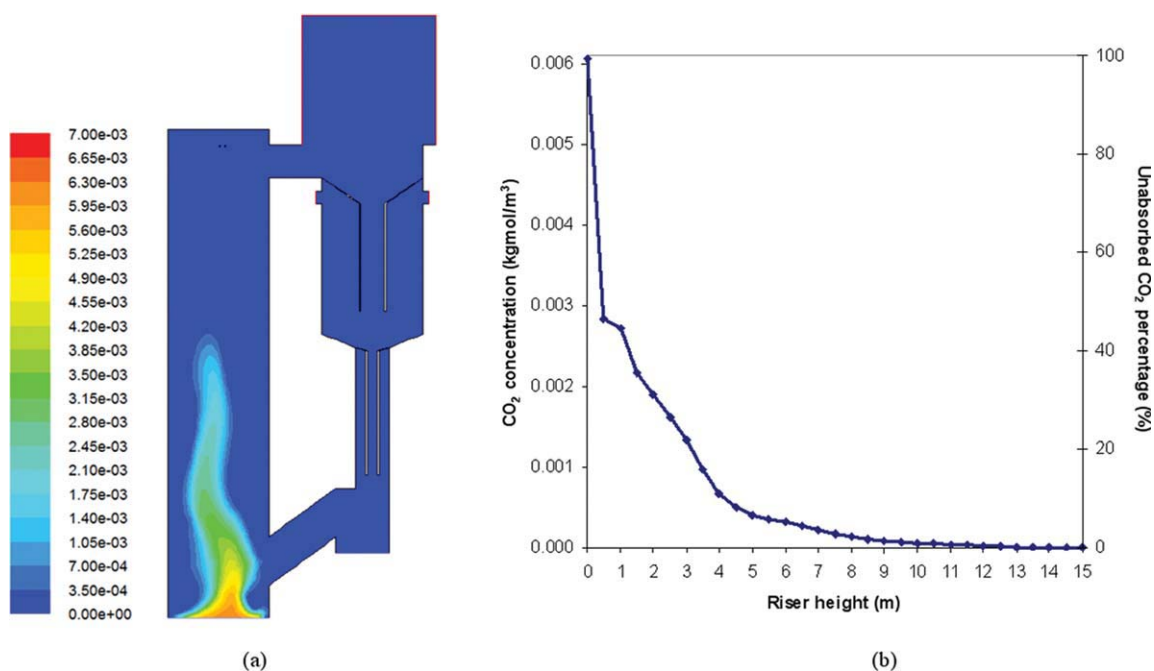 7.00e-03
6.65e-03
6.30e-03
5.95e-03
5.60e-03
5.25e-03
4.90e-03
4.55e-03
4.20e-03
3.85e-03
3.50e-03
3.15e-03
2.80e-03
2.45e-03
2.10e-03
1.75e-03
1.40e-03
1.05e-03
7.00e-04
3.50e-04
0.00e+00
(a)
CO₂ concentration (kgmol/m³)
0.006
0.005
0.004
0.003
0.002
0.001
0.000
0 1 2 3 4 5 6 7 8 9 10 11 12 13 14 15
Riser height (m)
100
80
60
40
20
0
Unabsorbed CO₂ percentage (%)
(b)